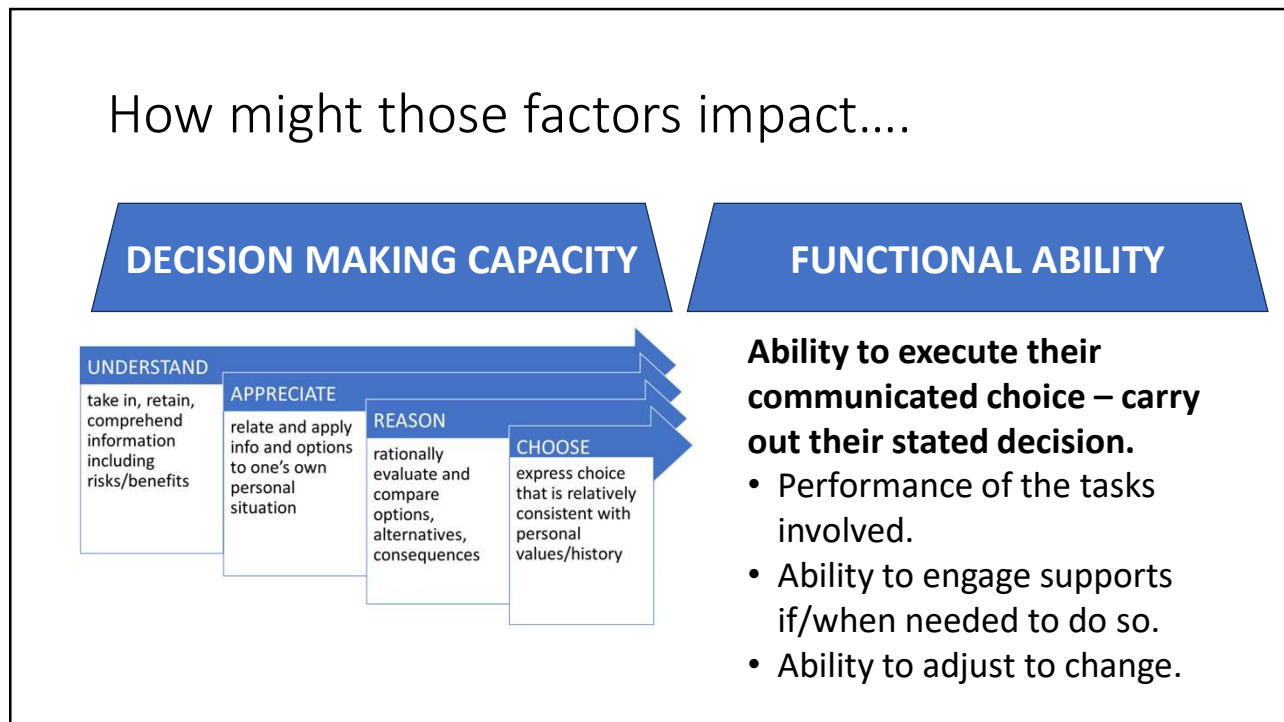 How might those factors impact....
DECISION MAKING CAPACITY
UNDERSTAND
take in, retain,
comprehend
information
including
risks/benefits
APPRECIATE
relate and apply
info and options
to one's own
personal
situation
REASON
rationally
evaluate and
compare
options,
alternatives,
consequences
CHOOSE
express choice
that is relatively
consistent with
personal
values/history
FUNCTIONAL ABILITY
Ability to execute their
communicated choice – carry
out their stated decision.
• Performance of the tasks
involved.
• Ability to engage supports
if/when needed to do so.
• Ability to adjust to change.